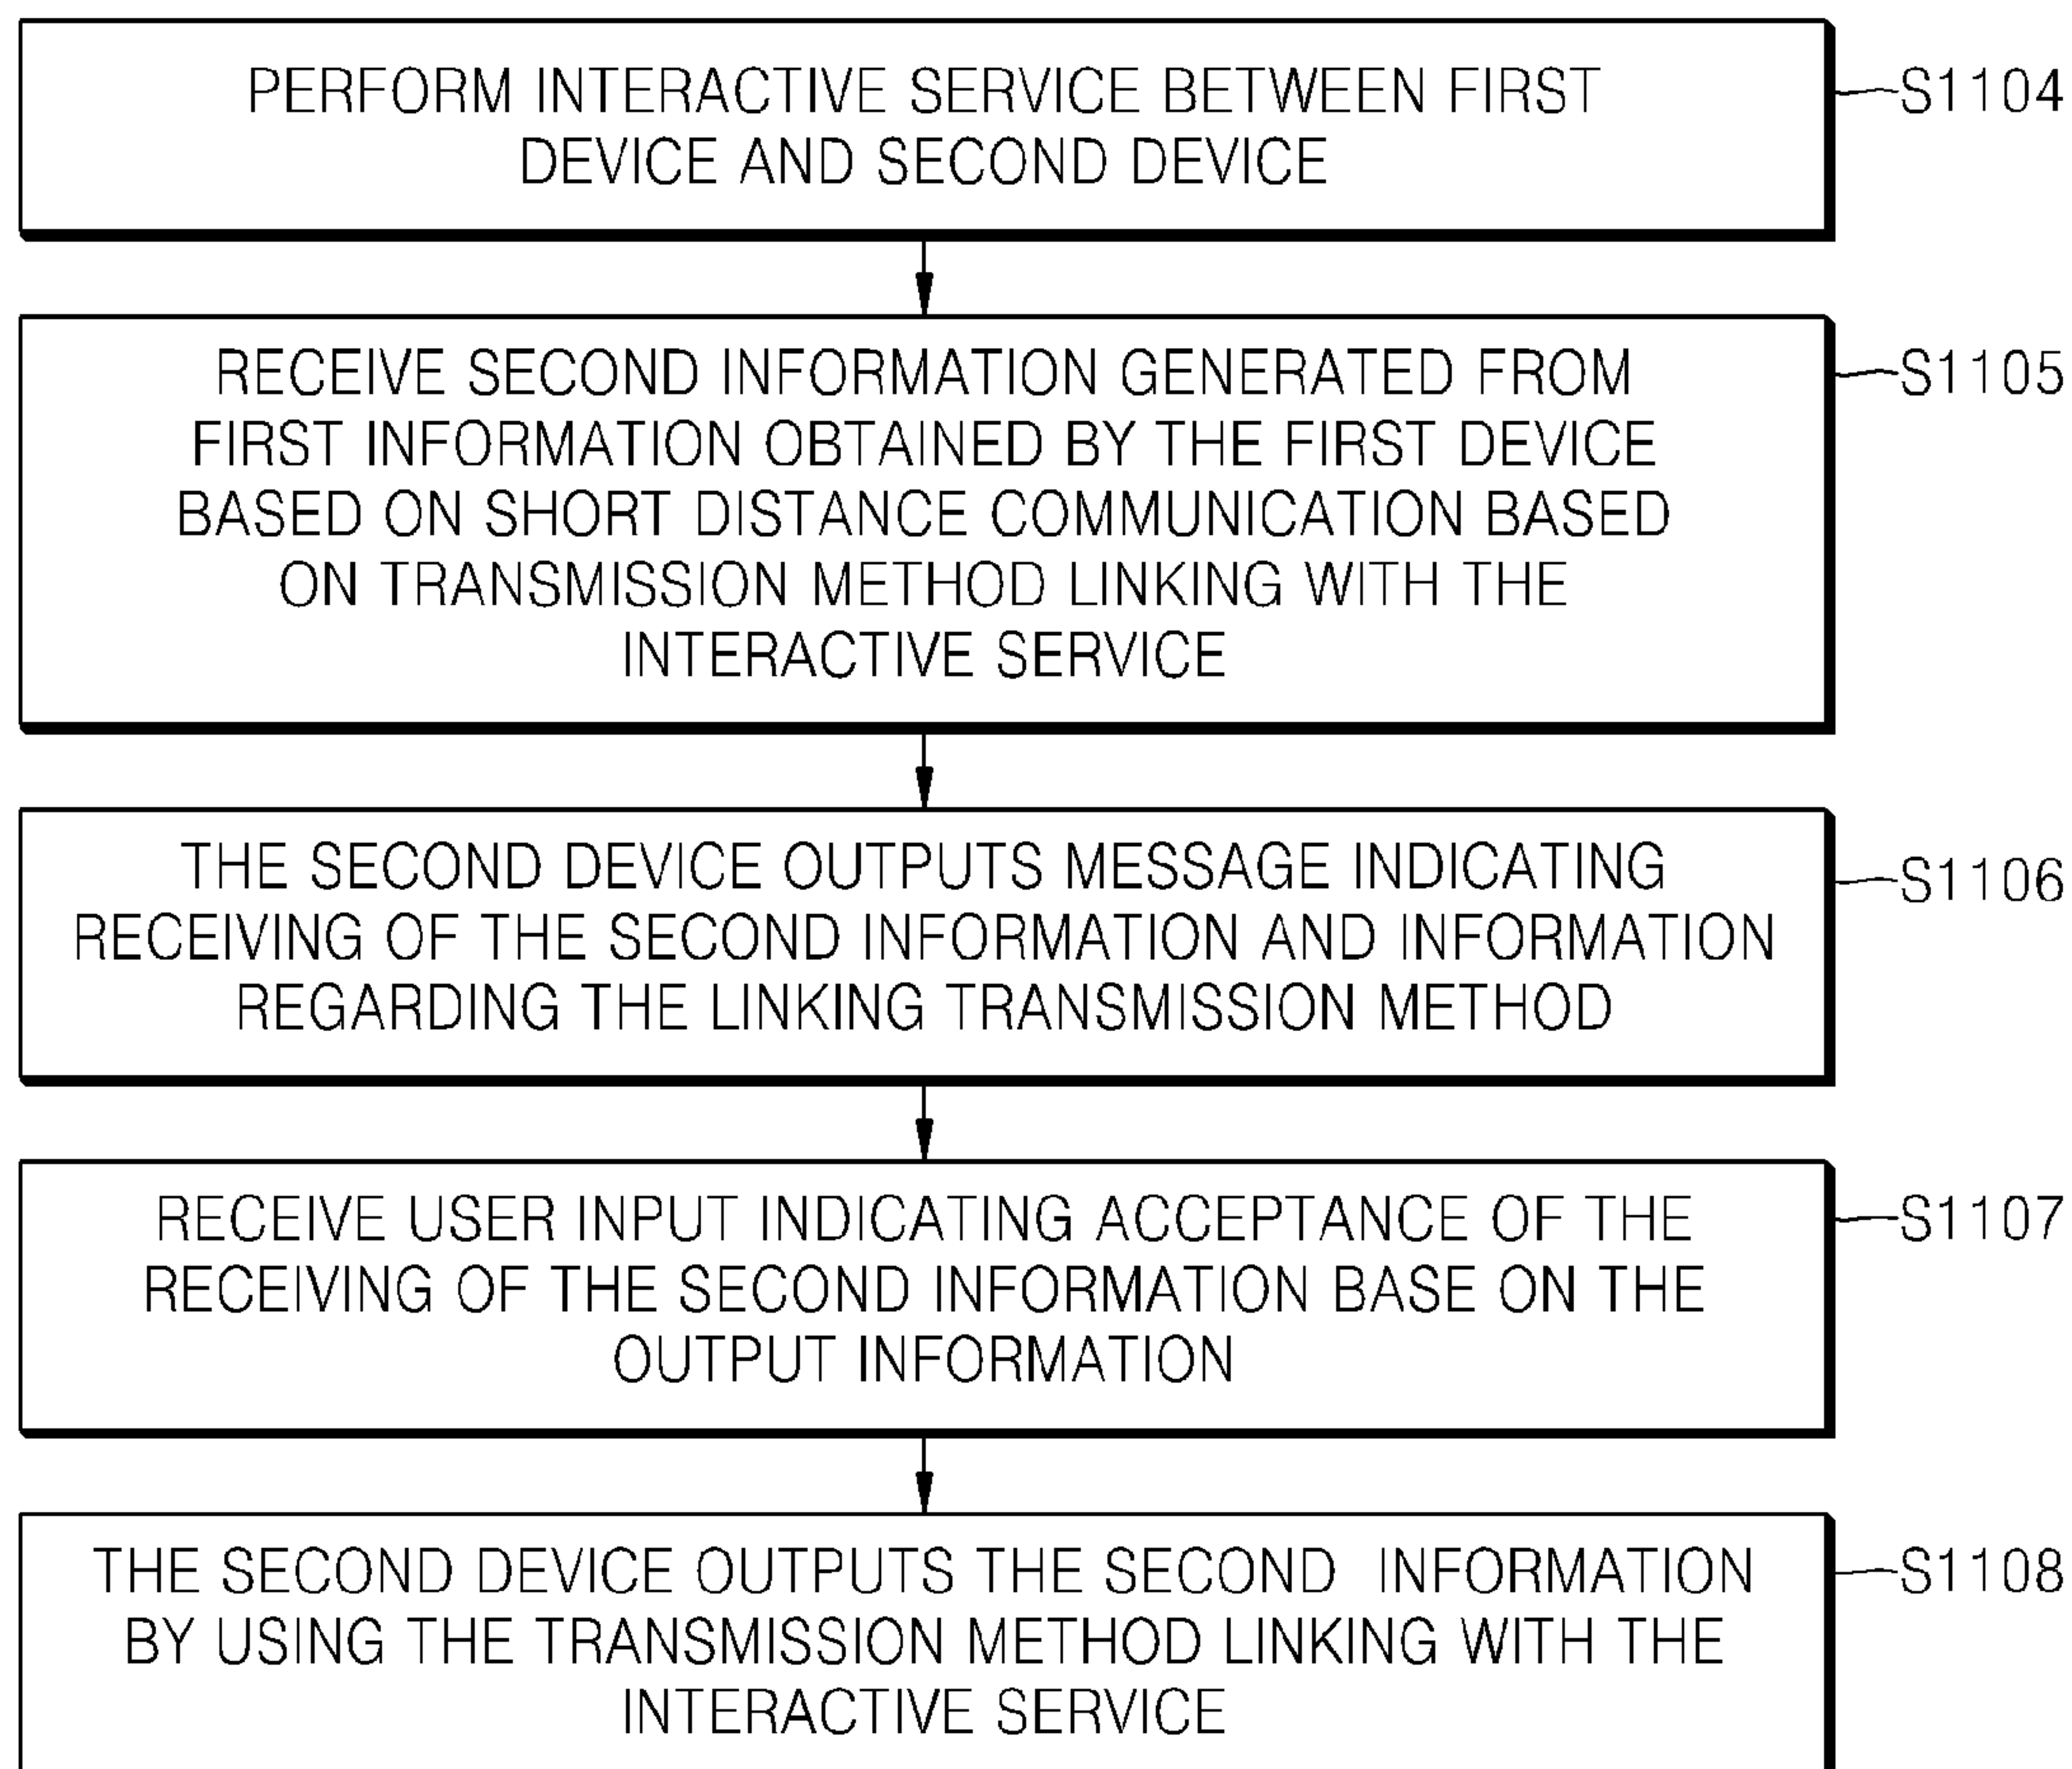 PERFORM INTERACTIVE SERVICE BETWEEN FIRST
DEVICE AND SECOND DEVICE
S1104
RECEIVE SECOND INFORMATION GENERATED FROM
FIRST INFORMATION OBTAINED BY THE FIRST DEVICE
BASED ON SHORT DISTANCE COMMUNICATION BASED
ON TRANSMISSION METHOD LINKING WITH THE
INTERACTIVE SERVICE
S1105
THE SECOND DEVICE OUTPUTS MESSAGE INDICATING
RECEIVING OF THE SECOND INFORMATION AND INFORMATION
REGARDING THE LINKING TRANSMISSION METHOD
S1106
RECEIVE USER INPUT INDICATING ACCEPTANCE OF THE
RECEIVING OF THE SECOND INFORMATION BASE ON THE
OUTPUT INFORMATION
S1107
THE SECOND DEVICE OUTPUTS THE SECOND INFORMATION
BY USING THE TRANSMISSION METHOD LINKING WITH THE
INTERACTIVE SERVICE
S1108